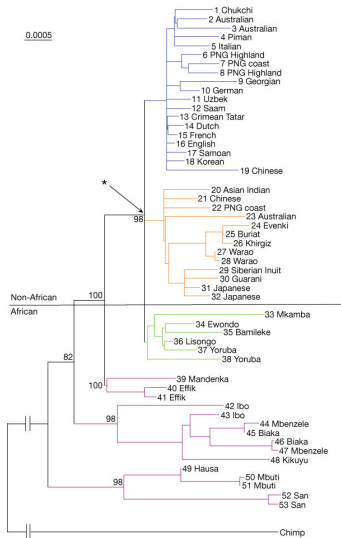 0.0005
1 Chukchi
2 Australian
3 Australian
4 Piman
5 Italian
6 PNG Highland
7 PNG coast
8 PNG Highland
9 Georgian
10 German
11 Uzbek
12 Saam
13 Crimean Tatar
14 Dutch
15 French
16 English
17 Samoan
18 Korean
19 Chinese
*
98
20 Asian Indian
21 Chinese
22 PNG coast
23 Australian
24 Evenki
25 Buriat
26 Khirgiz
27 Warao
28 Warao
29 Siberian Inuit
30 Guarani
31 Japanese
32 Japanese
Non-African
100
African
33 Mkamba
34 Ewondo
35 Bamileke
36 Lisongo
37 Yoruba
38 Yoruba
82
100
39 Mandenka
40 Effik
41 Effik
98
42 Ibo
43 Ibo
44 Mbenzele
45 Biaka
46 Biaka
47 Mbenzele
48 Kikuyu
98
49 Hausa
50 Mbuti
51 Mbuti
52 San
53 San
Chimp